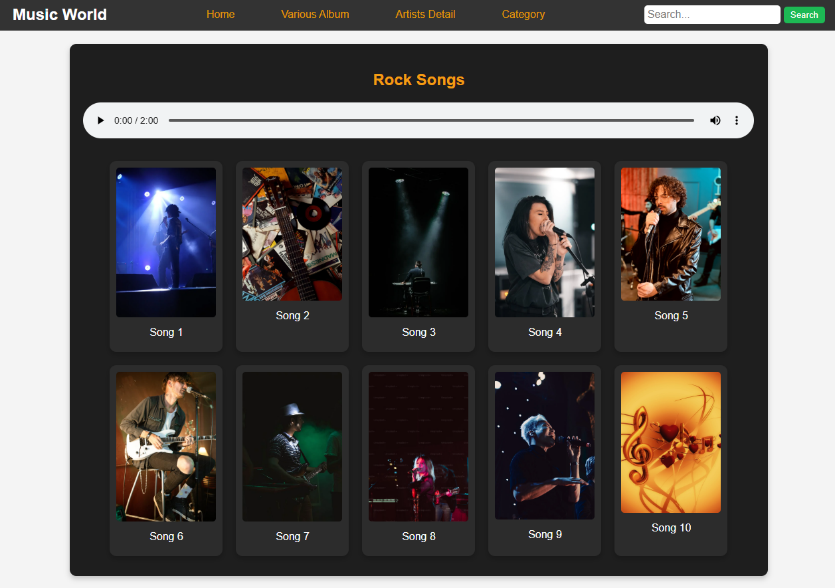 Music World
Home
Various Album
Artists Detail
Category
Search...
Search
Rock Songs
0:00 / 2:00
Song 1
Song 2
Song 3
Song 4
Song 5
Song 6
Song 7
Song 8
Song 9
Song 10